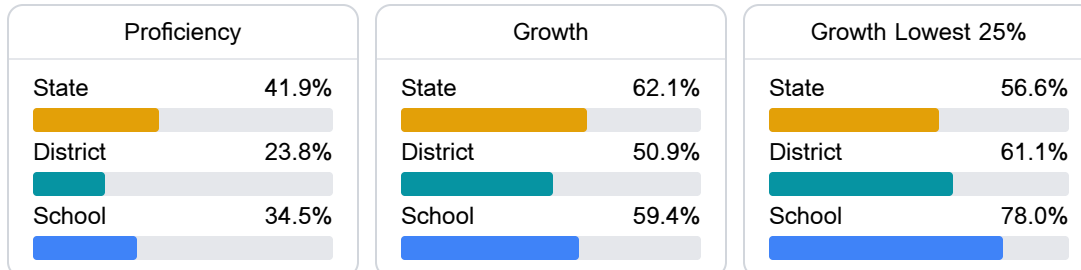 Proficiency
State 41.9%
District 23.8%
School 34.5%
Growth
State 62.1%
District 50.9%
School 59.4%
Growth Lowest 25%
State 56.6%
District 61.1%
School 78.0%